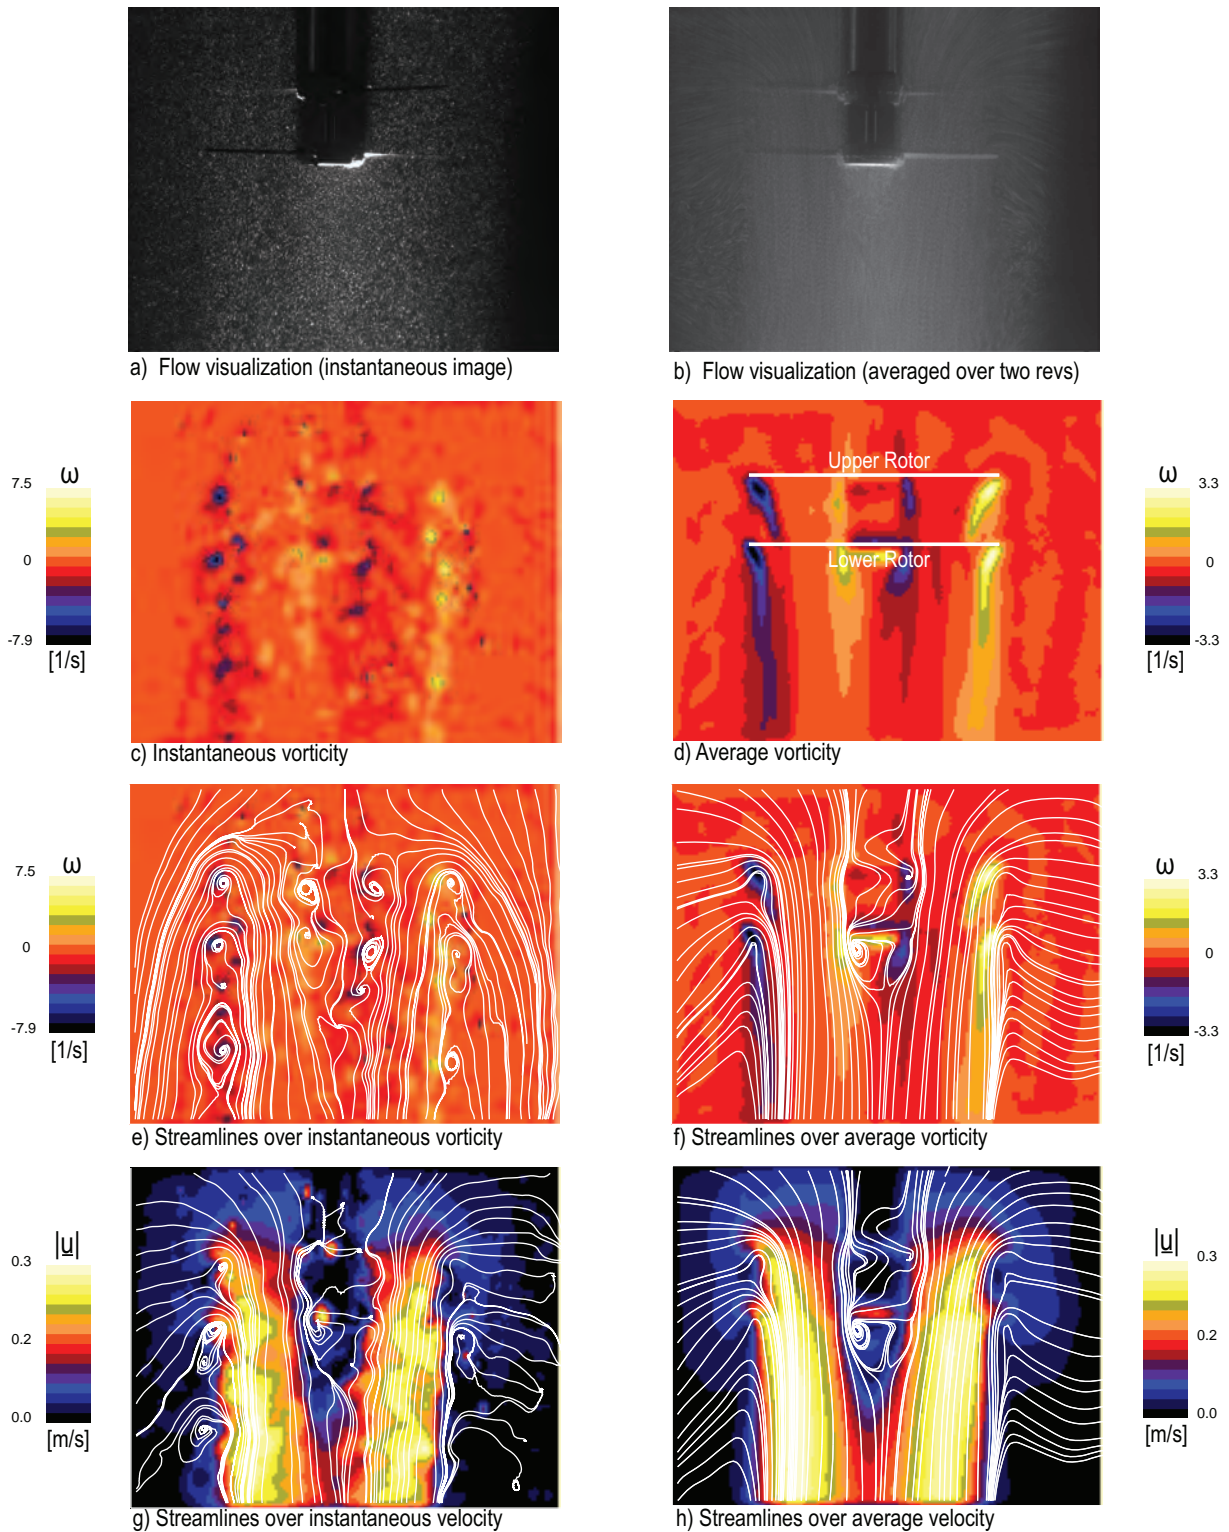 a) Flow visualization (instantaneous image)
b) Flow visualization (averaged over two revs)
ω
7.5
0
-7.9
[1/s]
Upper Rotor
Lower Rotor
ω
3.3
0
-3.3
[1/s]
c) Instantaneous vorticity
d) Average vorticity
ω
7.5
0
-7.9
[1/s]
ω
3.3
0
-3.3
[1/s]
e) Streamlines over instantaneous vorticity
f) Streamlines over average vorticity
|u|
0.3
0.2
0.0
[m/s]
|u|
0.3
0.2
0.0
[m/s]
g) Streamlines over instantaneous velocity
h) Streamlines over average velocity